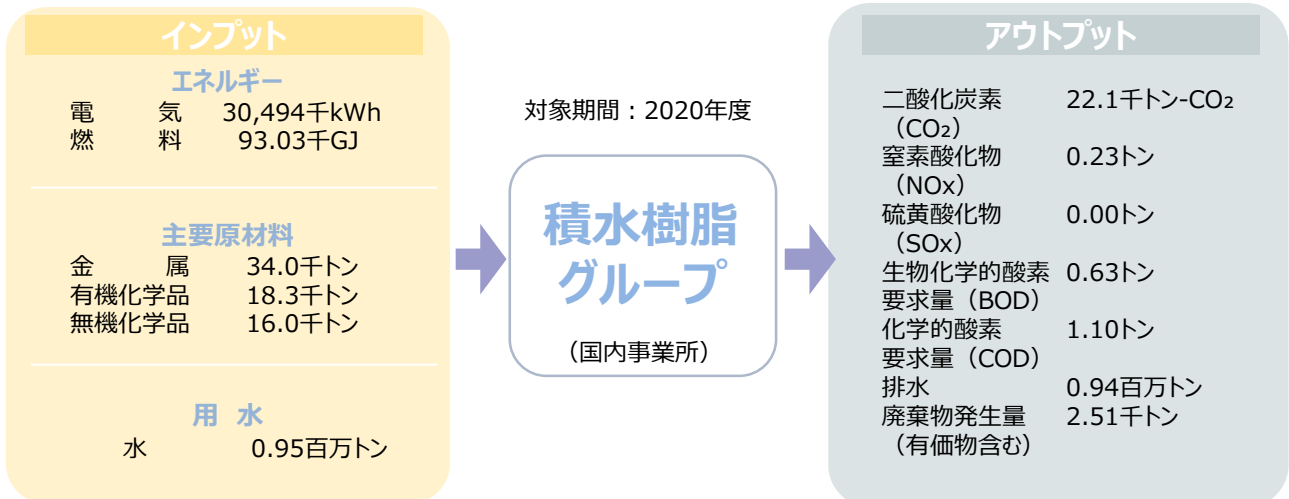 インプット
エネルギー
電 気 30,494千kWh
燃 料 93.03千GJ
主要原材料
金 属 34.0千トン
有機化学品 18.3千トン
無機化学品 16.0千トン
用 水
水 0.95百万トン
対象期間：2020年度
積水樹脂
グループ
（国内事業所）
アウトプット
二酸化炭素 22.1千トン-CO₂
（CO₂）
窒素酸化物 0.23トン
（NOx）
硫黄酸化物 0.00トン
（SOx）
生物化学的酸素 0.63トン
要求量（BOD）
化学的酸素 1.10トン
要求量（COD）
排水 0.94百万トン
廃棄物発生量 2.51千トン
（有価物含む）